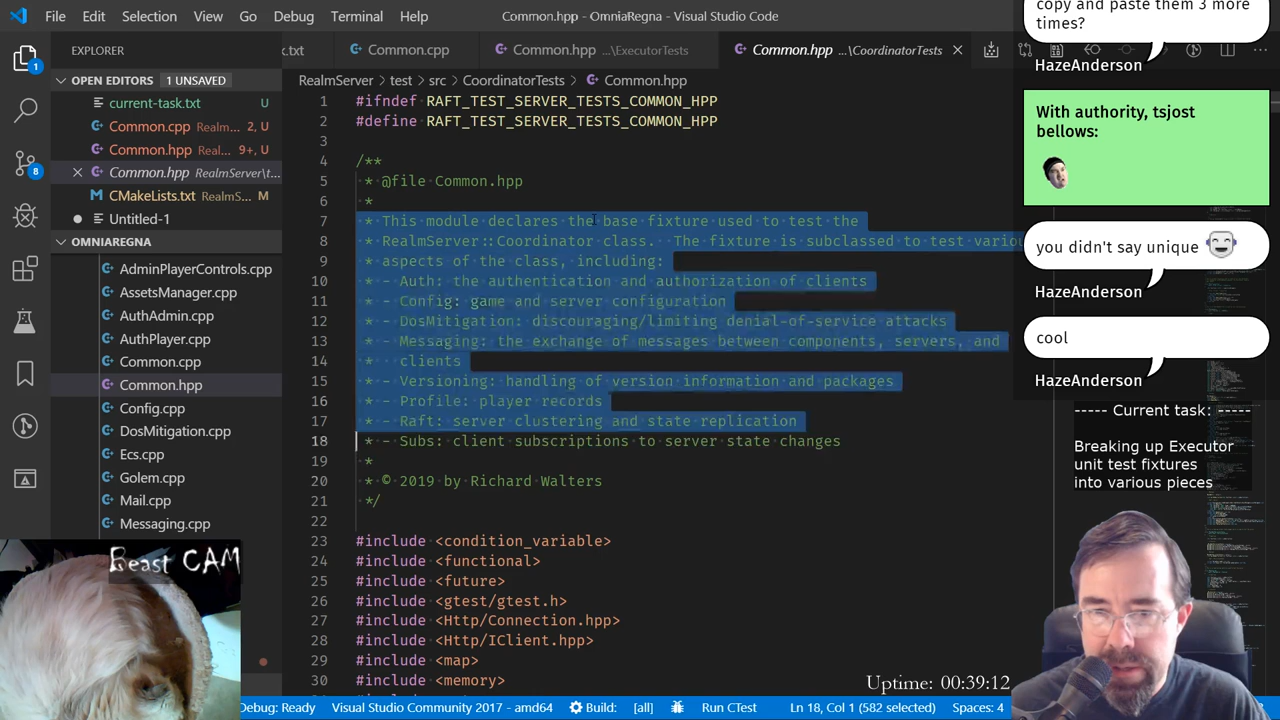 File Edit Selection View Go Debug Terminal Help
Common.hpp - OmniaRegna - Visual Studio Code
EXPLORER
.txt
Common.cpp
Common.hpp ...\ExecutorTests
Common.hpp ...\CoordinatorTests
OPEN EDITORS 1 UNSAVED
current-task.txt U
Common.cpp Realm... 2, U
Common.hpp Real... 9+, U
Common.hpp RealmServer\t...
CMakeLists.txt RealmS... U
Untitled-1
OMNIAREGNA
AdminPlayerControls.cpp
AssetsManager.cpp
AuthAdmin.cpp
AuthPlayer.cpp
Common.cpp
Common.hpp
Config.cpp
DosMitigation.cpp
Ecs.cpp
Golem.cpp
Mail.cpp
Messaging.cpp
1
8
RealmServer > test > src > CoordinatorTests > Common.hpp
1 #ifndef RAFT_TEST_SERVER_TESTS_COMMON_HPP
2 #define RAFT_TEST_SERVER_TESTS_COMMON_HPP
3
4 /**
5 * @file Common.hpp
6 *
7 * This module declares the base fixture used to test the
8 * RealmServer::Coordinator class. The fixture is subclassed to test variou
9 * aspects of the class, including:
10 * - Auth: the authentication and authorization of clients
11 * - Config: game and server configuration
12 * - DosMitigation: discouraging/limiting denial-of-service attacks
13 * - Messaging: the exchange of messages between components, servers, and
14 * clients
15 * - Versioning: handling of version information and packages
16 * - Profile: player records
17 * - Raft: server clustering and state replication
18 * - Subs: client subscriptions to server state changes
19 *
20 * © 2019 by Richard Walters
21 */
22
23 #include <condition_variable>
24 #include <functional>
25 #include <future>
26 #include <gtest/gtest.h>
27 #include <Http/Connection.hpp>
28 #include <Http/IClient.hpp>
29 #include <map>
30 #include <memory>
copy and paste them 3 more
times?
HazeAnderson
With authority, tsjost
bellows:
you didn't say unique
HazeAnderson
cool
HazeAnderson
----- Current task: -----
Breaking up Executor
unit test fixtures
into various pieces
Beast CAM
Uptime: 00:39:12
Debug: Ready Visual Studio Community 2017 - amd64 Build: [all] Run CTest Ln 18, Col 1 (582 selected) Spaces: 4